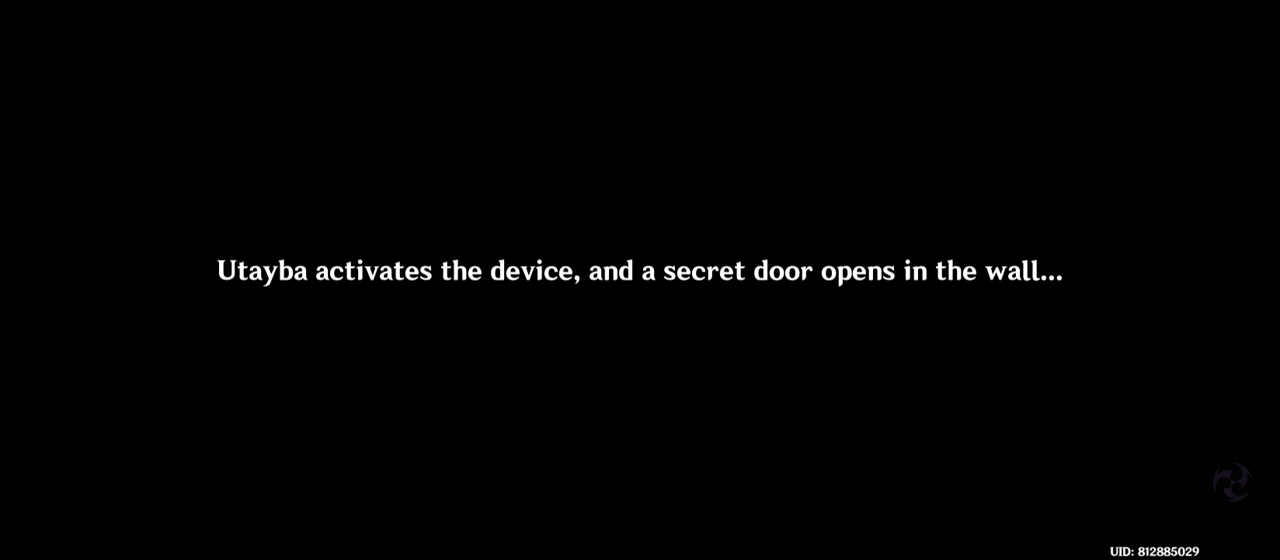 Utayba activates the device, and a secret door opens in the wall...
UID: 812885029